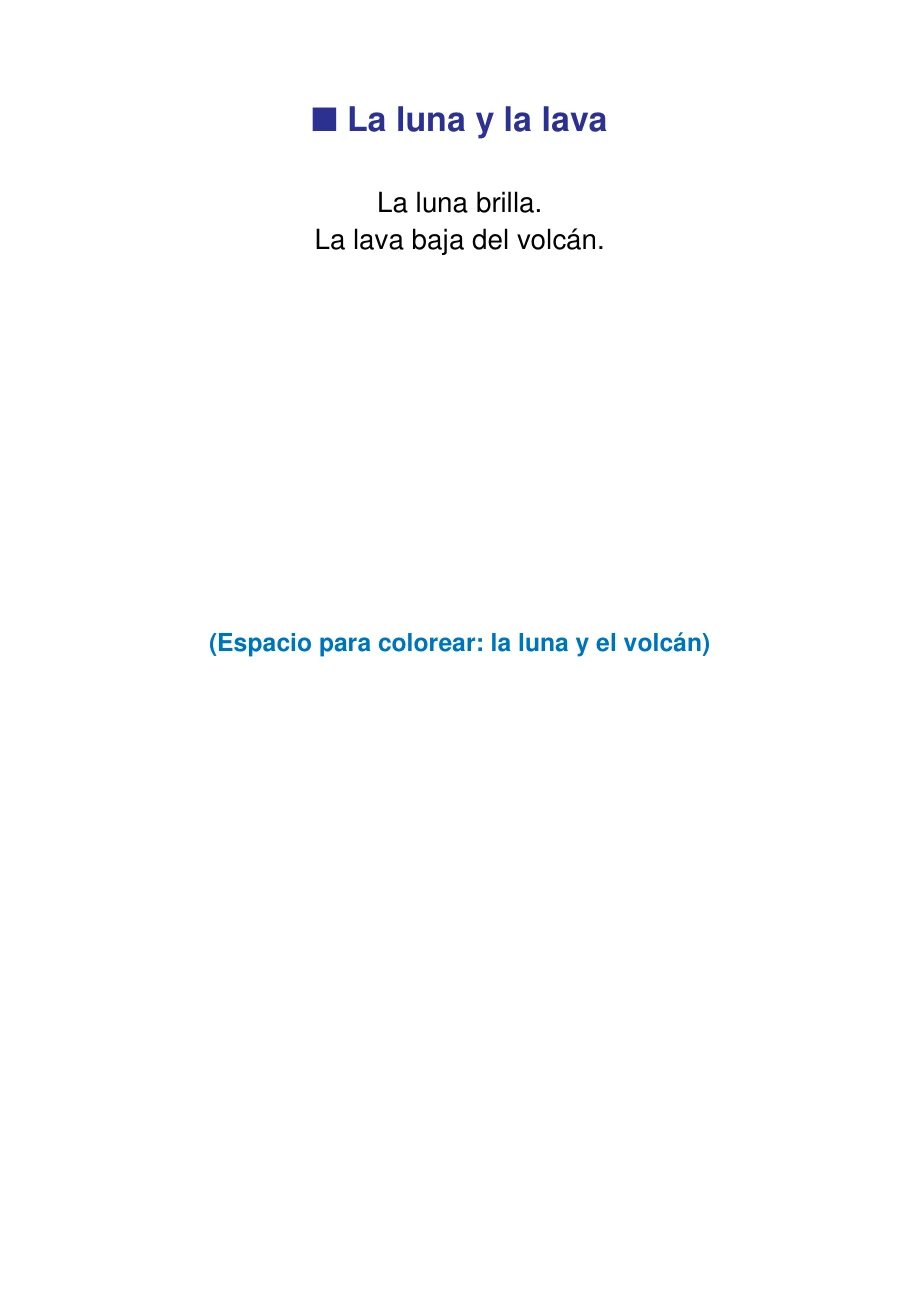 ■ La luna y la lava
La luna brilla.
La lava baja del volcán.
(Espacio para colorear: la luna y el volcán)